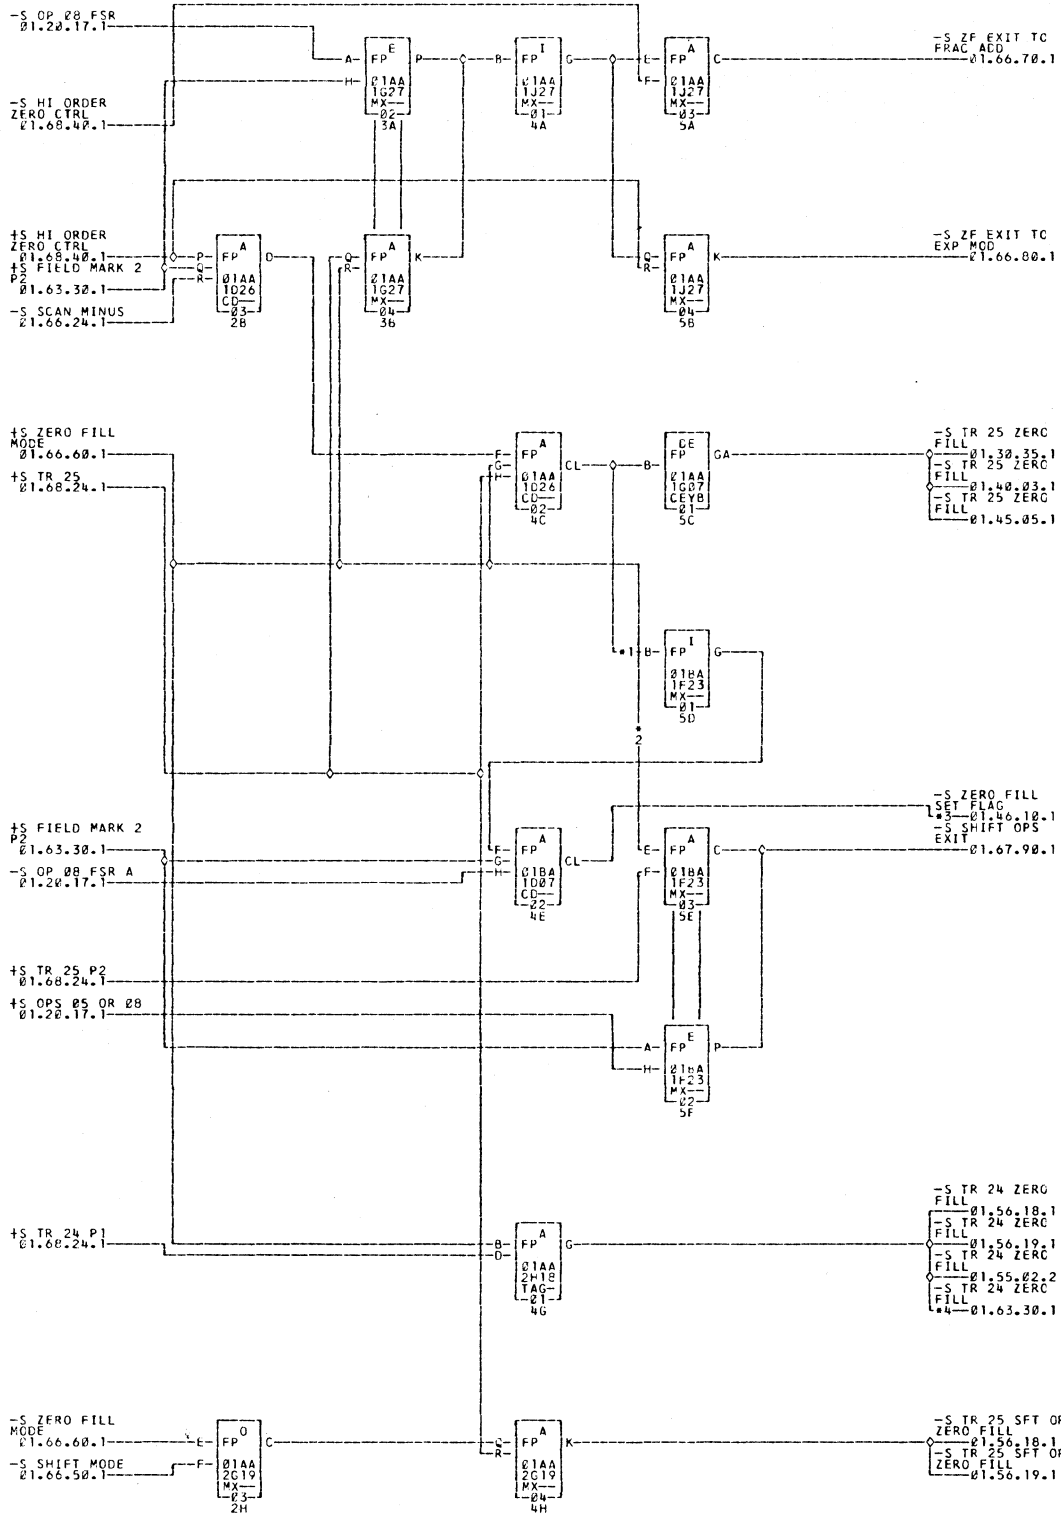 -S OP 08 FSR
01.20.17.1
-S HI ORDER
ZERO CTRL
01.68.40.1
A
H
E
FP
01AA
1G27
MX--
-02-
3A
P
B
I
FP
01AA
1J27
MX--
-01-
4A
G
E
F
A
FP
01AA
1J27
MX--
-03-
5A
C
-S ZF EXIT TO
FRAC ADD
01.66.70.1
+S HI ORDER
ZERO CTRL
01.68.40.1
+S FIELD MARK 2
P2
01.63.30.1
-S SCAN MINUS
01.66.24.1
P
Q
R
A
FP
01AA
1D26
CD--
-03-
2B
D
Q
R
A
FP
01AA
1G27
MX--
-04-
3B
K
Q
R
A
FP
01AA
1J27
MX--
-04-
5B
K
-S ZF EXIT TO
EXP MOD
01.66.80.1
+S ZERO FILL
MODE
01.66.60.1
+S TR 25
01.68.24.1
F
G
H
A
FP
01AA
1D26
CD--
-02-
4C
CL
B
DE
FP
01AA
1G07
CEYB
-01-
5C
GA
-S TR 25 ZERO
FILL
01.30.35.1
-S TR 25 ZERO
FILL
01.40.03.1
-S TR 25 ZERO
FILL
01.45.05.1
*1
B
I
FP
01BA
1F23
MX--
-01-
5D
G
*
2
+S FIELD MARK 2
P2
01.63.30.1
-S OP 08 FSR A
01.20.17.1
F
G
H
A
FP
01BA
1D07
CD--
-02-
4E
CL
E
F
A
FP
01BA
1F23
MX--
-03-
5E
C
-S ZERO FILL
SET FLAG
*3 01.46.10.1
-S SHIFT OPS
EXIT
01.67.90.1
+S TR 25 P2
01.68.24.1
+S OPS 05 OR 08
01.20.17.1
A
H
E
FP
01BA
1F23
MX--
-02-
5F
P
+S TR 24 P1
01.68.24.1
B
D
A
FP
01AA
2H18
TAG-
-01-
4G
G
-S TR 24 ZERO
FILL
01.56.18.1
-S TR 24 ZERO
FILL
01.56.19.1
-S TR 24 ZERO
FILL
01.55.02.2
-S TR 24 ZERO
FILL
*4 01.63.30.1
-S ZERO FILL
MODE
01.66.60.1
-S SHIFT MODE
01.66.50.1
E
F
O
FP
01AA
2G19
MX--
-03-
2H
C
Q
R
A
FP
01AA
2G19
MX--
-04-
4H
K
-S TR 25 SFT OR
ZERO FILL
01.56.18.1
-S TR 25 SFT OR
ZERO FILL
01.56.19.1